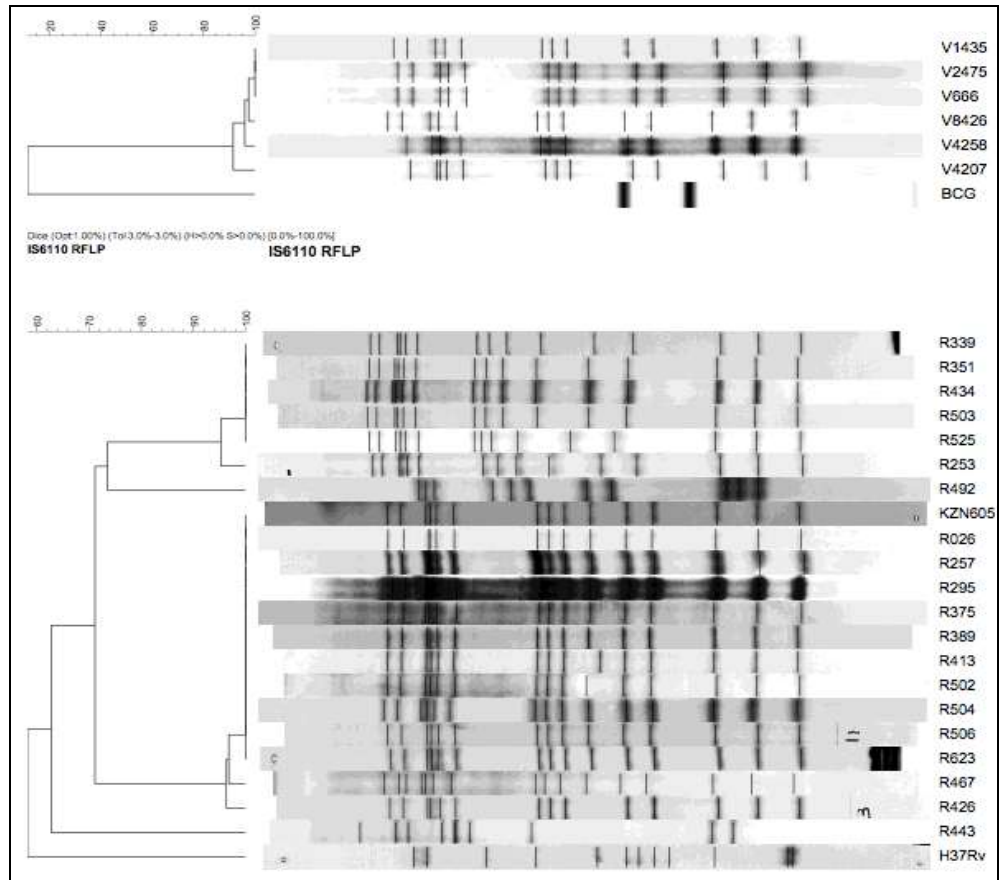 20 40 60 80 100
V1435
V2475
V666
V8426
V4258
V4207
BCG
Dice (Opt:1.00%) (Tol:3.0%-3.0%) (H>0.0% S>0.0%) [0.0%-100.0%]
IS6110 RFLP IS6110 RFLP
60 70 80 90 100
R339
R351
R434
R503
R525
R253
R492
KZN605
R026
R257
R295
R375
R389
R413
R502
R504
R506
R623
R467
R426
R443
H37Rv